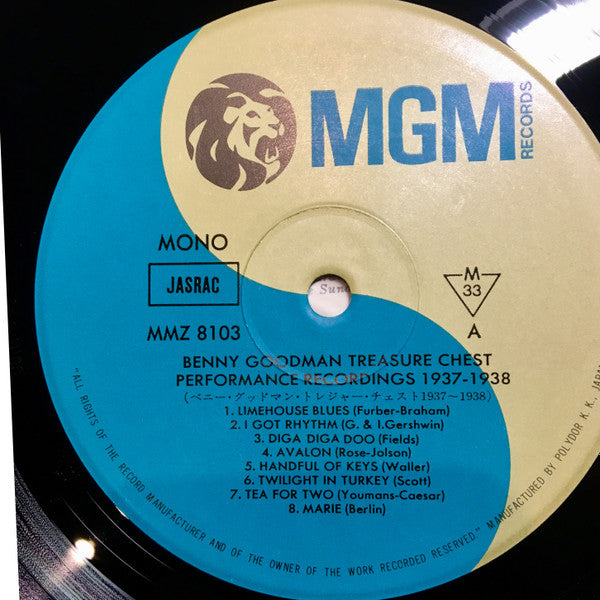 MGM
RECORDS
MONO
JASRAC
MMZ 8103
M
33
A
BENNY GOODMAN TREASURE CHEST
PERFORMANCE RECORDINGS 1937-1938
(ベニー・グッドマン・トレジャー・チェスト1937〜1938)
1. LIMEHOUSE BLUES (Furber-Braham)
2. I GOT RHYTHM (G. & I.Gershwin)
3. DIGA DIGA DOO (Fields)
4. AVALON (Rose-Jolson)
5. HANDFUL OF KEYS (Waller)
6. TWILIGHT IN TURKEY (Scott)
7. TEA FOR TWO (Youmans-Caesar)
8. MARIE (Berlin)
"ALL RIGHTS OF THE RECORD MANUFACTURER AND OF THE OWNER OF THE WORK RECORDED RESERVED." MANUFACTURED BY POLYDOR K. K., JAPAN